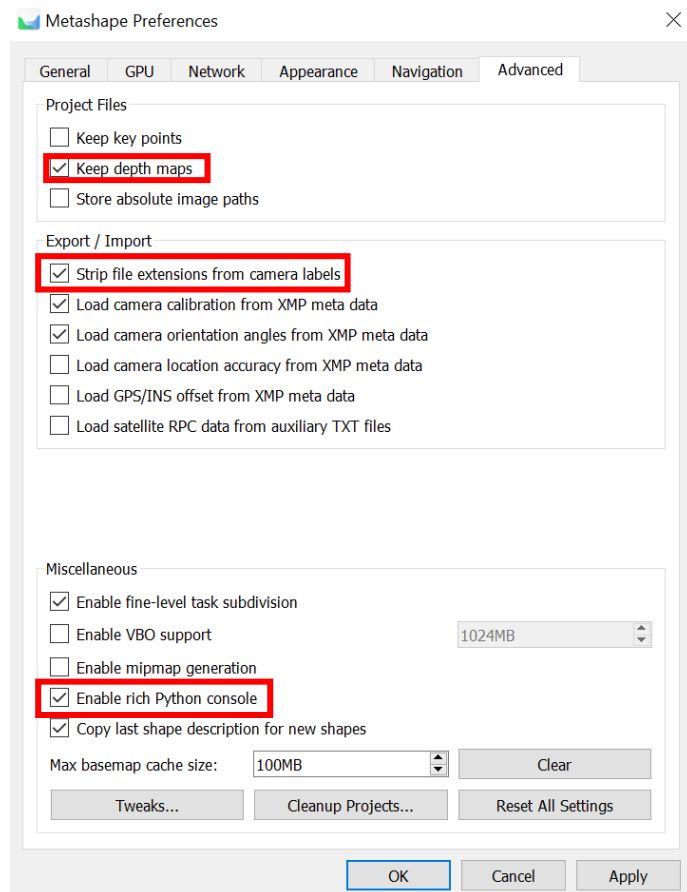 Metashape Preferences
General GPU Network Appearance Navigation Advanced
Project Files
Keep key points
Keep depth maps
Store absolute image paths
Export / Import
Strip file extensions from camera labels
Load camera calibration from XMP meta data
Load camera orientation angles from XMP meta data
Load camera location accuracy from XMP meta data
Load GPS/INS offset from XMP meta data
Load satellite RPC data from auxiliary TXT files
Miscellaneous
Enable fine-level task subdivision
Enable VBO support 1024MB
Enable mipmap generation
Enable rich Python console
Copy last shape description for new shapes
Max basemap cache size: 100MB Clear
Tweaks... Cleanup Projects... Reset All Settings
OK Cancel Apply